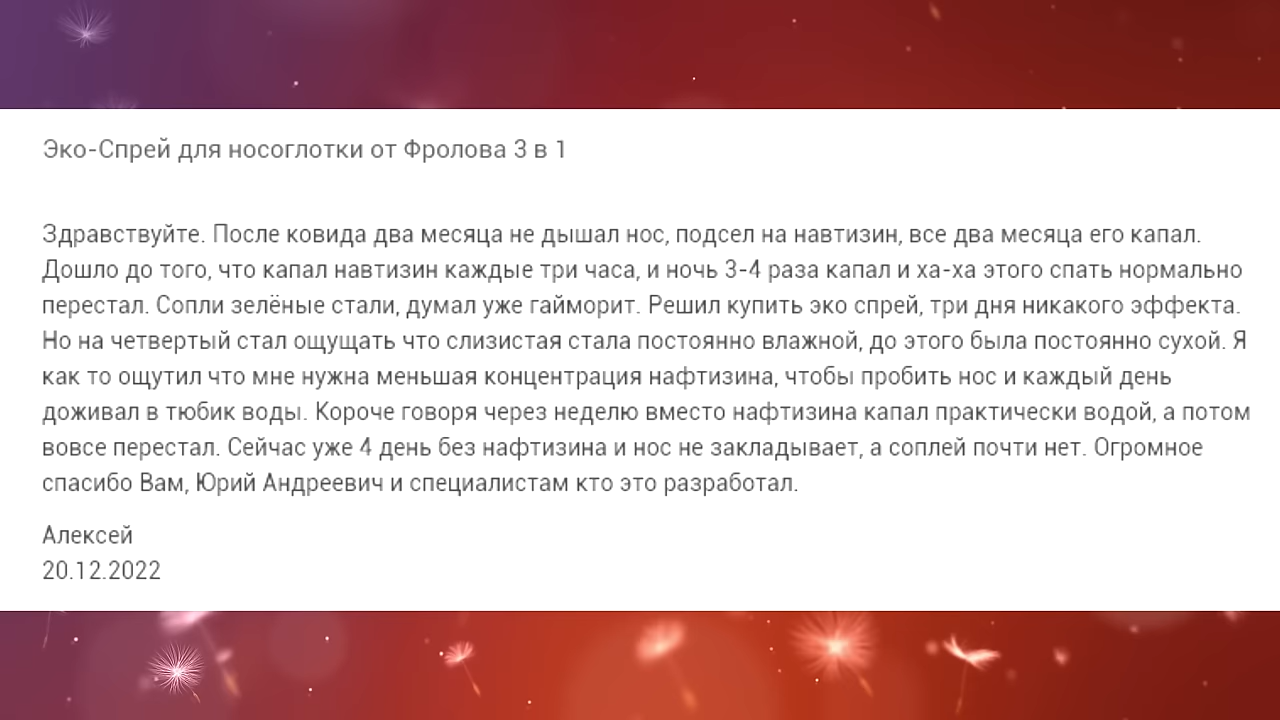 Эко-Спрей для носоглотки от Фролова 3 в 1
Здравствуйте. После ковида два месяца не дышал нос, подсел на навтизин, все два месяца его капал.
Дошло до того, что капал навтизин каждые три часа, и ночь 3-4 раза капал и ха-ха этого спать нормально
перестал. Сопли зелёные стали, думал уже гайморит. Решил купить эко спрей, три дня никакого эффекта.
Но на четвертый стал ощущать что слизистая стала постоянно влажной, до этого была постоянно сухой. Я
как то ощутил что мне нужна меньшая концентрация нафтизина, чтобы пробить нос и каждый день
доживал в тюбик воды. Короче говоря через неделю вместо нафтизина капал практически водой, а потом
вовсе перестал. Сейчас уже 4 день без нафтизина и нос не закладывает, а соплей почти нет. Огромное
спасибо Вам, Юрий Андреевич и специалистам кто это разработал.
Алексей
20.12.2022